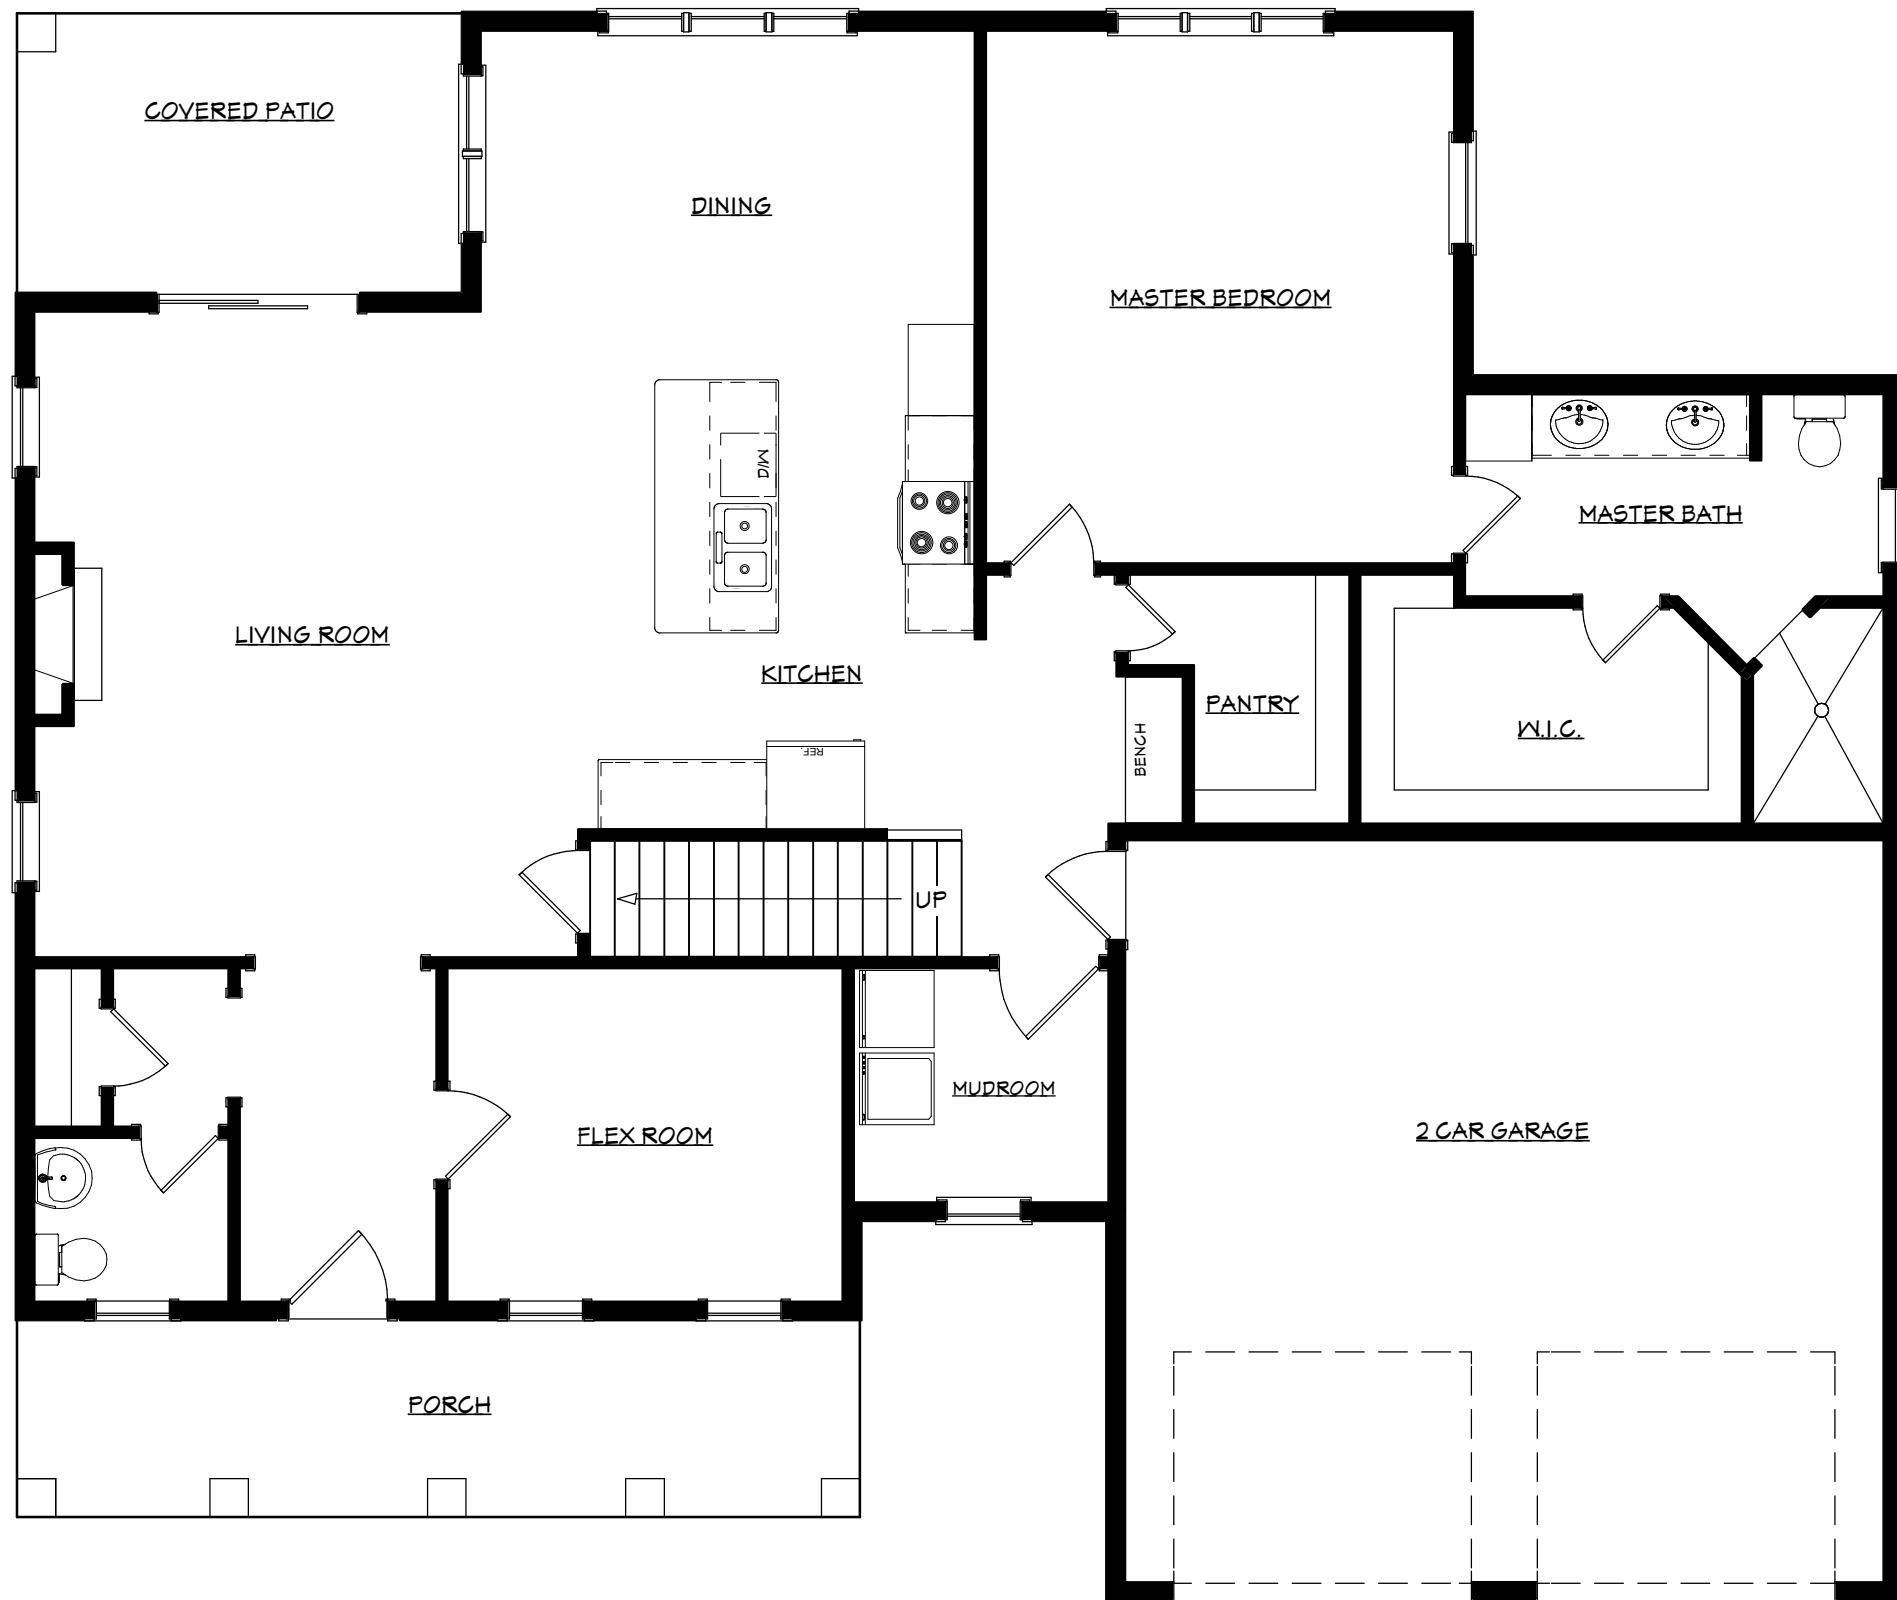 COVERED PATIO
DINING
MASTER BEDROOM
D/W
MASTER BATH
LIVING ROOM
KITCHEN
PANTRY
W.I.C.
BENCH
REF.
UP
MUDROOM
FLEX ROOM
2 CAR GARAGE
PORCH